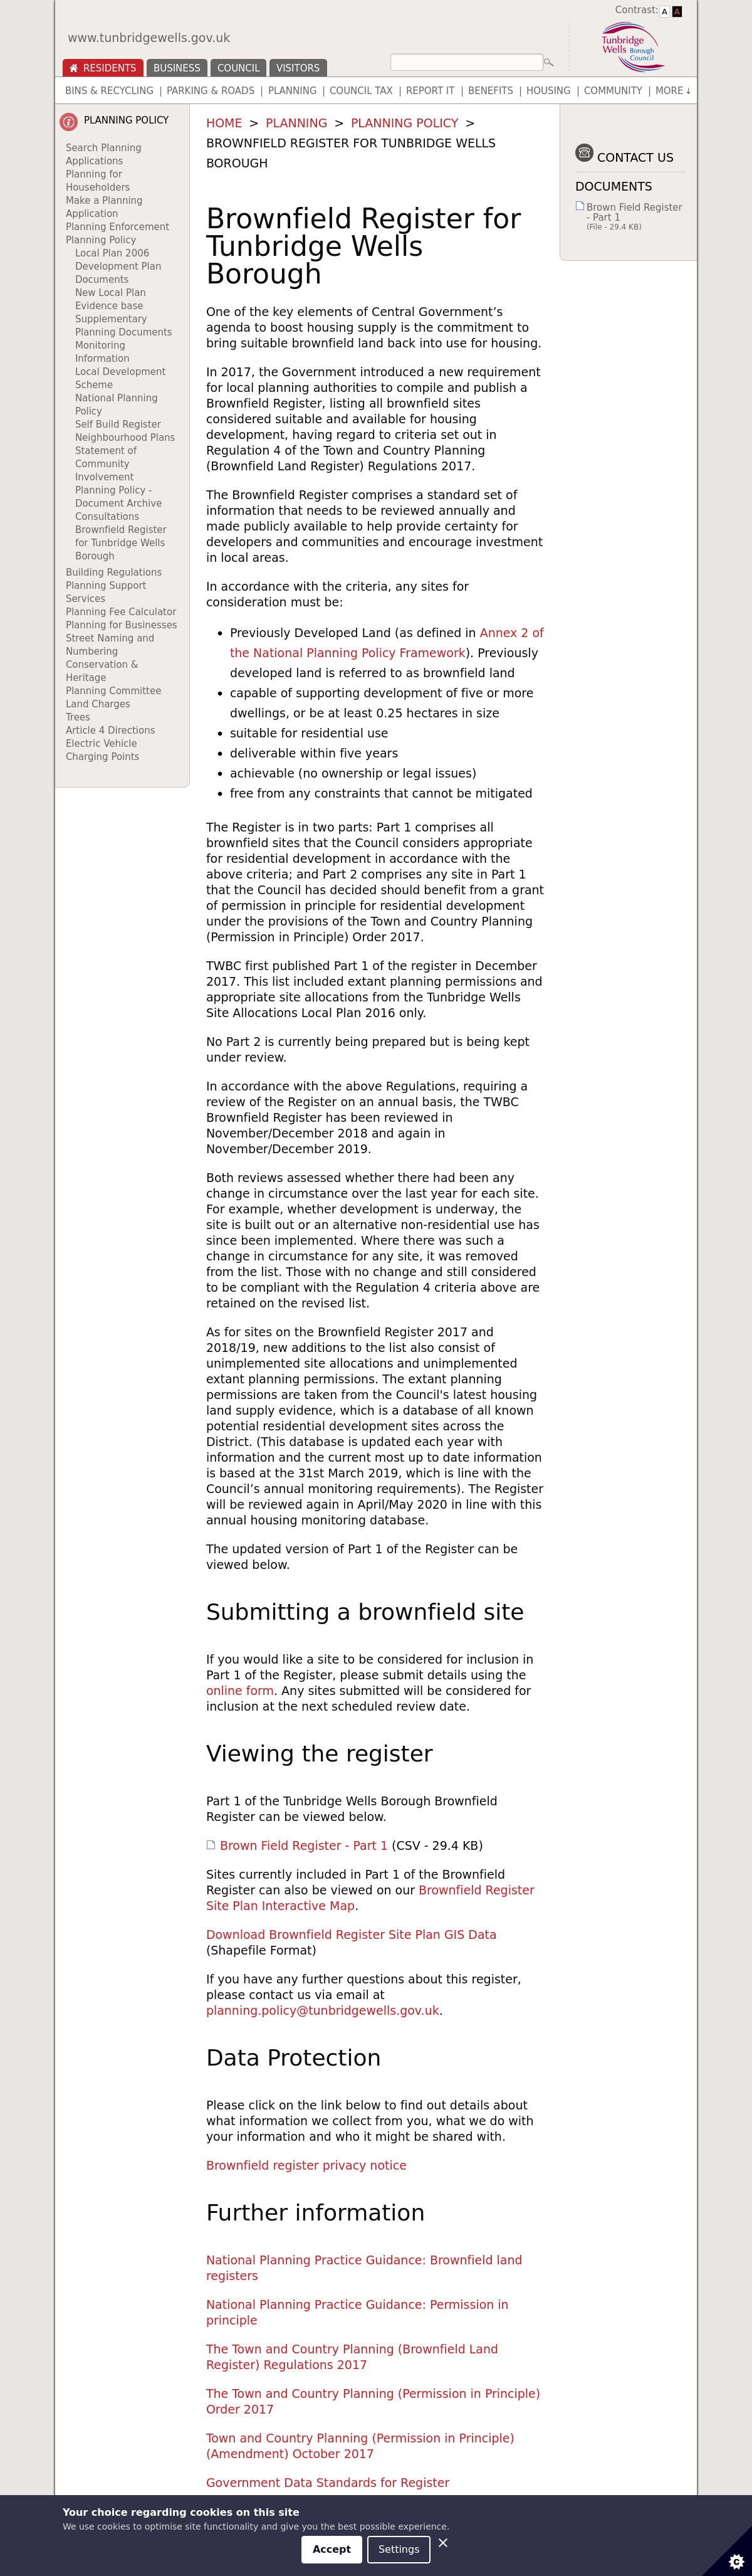 Contrast: A A
www.tunbridgewells.gov.uk
Tunbridge
Wells Borough
Council
RESIDENTS BUSINESS COUNCIL VISITORS
BINS & RECYCLING | PARKING & ROADS | PLANNING | COUNCIL TAX | REPORT IT | BENEFITS | HOUSING | COMMUNITY | MORE ↓
PLANNING POLICY
Search Planning
Applications
Planning for
Householders
Make a Planning
Application
Planning Enforcement
Planning Policy
Local Plan 2006
Development Plan
Documents
New Local Plan
Evidence base
Supplementary
Planning Documents
Monitoring
Information
Local Development
Scheme
National Planning
Policy
Self Build Register
Neighbourhood Plans
Statement of
Community
Involvement
Planning Policy -
Document Archive
Consultations
Brownfield Register
for Tunbridge Wells
Borough
Building Regulations
Planning Support
Services
Planning Fee Calculator
Planning for Businesses
Street Naming and
Numbering
Conservation &
Heritage
Planning Committee
Land Charges
Trees
Article 4 Directions
Electric Vehicle
Charging Points
HOME > PLANNING > PLANNING POLICY >
BROWNFIELD REGISTER FOR TUNBRIDGE WELLS
BOROUGH
Brownfield Register for
Tunbridge Wells
Borough
One of the key elements of Central Government’s
agenda to boost housing supply is the commitment to
bring suitable brownfield land back into use for housing.
In 2017, the Government introduced a new requirement
for local planning authorities to compile and publish a
Brownfield Register, listing all brownfield sites
considered suitable and available for housing
development, having regard to criteria set out in
Regulation 4 of the Town and Country Planning
(Brownfield Land Register) Regulations 2017.
The Brownfield Register comprises a standard set of
information that needs to be reviewed annually and
made publicly available to help provide certainty for
developers and communities and encourage investment
in local areas.
In accordance with the criteria, any sites for
consideration must be:
• Previously Developed Land (as defined in Annex 2 of
the National Planning Policy Framework). Previously
developed land is referred to as brownfield land
• capable of supporting development of five or more
dwellings, or be at least 0.25 hectares in size
• suitable for residential use
• deliverable within five years
• achievable (no ownership or legal issues)
• free from any constraints that cannot be mitigated
The Register is in two parts: Part 1 comprises all
brownfield sites that the Council considers appropriate
for residential development in accordance with the
above criteria; and Part 2 comprises any site in Part 1
that the Council has decided should benefit from a grant
of permission in principle for residential development
under the provisions of the Town and Country Planning
(Permission in Principle) Order 2017.
TWBC first published Part 1 of the register in December
2017. This list included extant planning permissions and
appropriate site allocations from the Tunbridge Wells
Site Allocations Local Plan 2016 only.
No Part 2 is currently being prepared but is being kept
under review.
In accordance with the above Regulations, requiring a
review of the Register on an annual basis, the TWBC
Brownfield Register has been reviewed in
November/December 2018 and again in
November/December 2019.
Both reviews assessed whether there had been any
change in circumstance over the last year for each site.
For example, whether development is underway, the
site is built out or an alternative non-residential use has
since been implemented. Where there was such a
change in circumstance for any site, it was removed
from the list. Those with no change and still considered
to be compliant with the Regulation 4 criteria above are
retained on the revised list.
As for sites on the Brownfield Register 2017 and
2018/19, new additions to the list also consist of
unimplemented site allocations and unimplemented
extant planning permissions. The extant planning
permissions are taken from the Council's latest housing
land supply evidence, which is a database of all known
potential residential development sites across the
District. (This database is updated each year with
information and the current most up to date information
is based at the 31st March 2019, which is line with the
Council’s annual monitoring requirements). The Register
will be reviewed again in April/May 2020 in line with this
annual housing monitoring database.
The updated version of Part 1 of the Register can be
viewed below.
Submitting a brownfield site
If you would like a site to be considered for inclusion in
Part 1 of the Register, please submit details using the
online form. Any sites submitted will be considered for
inclusion at the next scheduled review date.
Viewing the register
Part 1 of the Tunbridge Wells Borough Brownfield
Register can be viewed below.
Brown Field Register - Part 1 (CSV - 29.4 KB)
Sites currently included in Part 1 of the Brownfield
Register can also be viewed on our Brownfield Register
Site Plan Interactive Map.
Download Brownfield Register Site Plan GIS Data
(Shapefile Format)
If you have any further questions about this register,
please contact us via email at
planning.policy@tunbridgewells.gov.uk.
Data Protection
Please click on the link below to find out details about
what information we collect from you, what we do with
your information and who it might be shared with.
Brownfield register privacy notice
Further information
National Planning Practice Guidance: Brownfield land
registers
National Planning Practice Guidance: Permission in
principle
The Town and Country Planning (Brownfield Land
Register) Regulations 2017
The Town and Country Planning (Permission in Principle)
Order 2017
Town and Country Planning (Permission in Principle)
(Amendment) October 2017
Government Data Standards for Register
CONTACT US
DOCUMENTS
Brown Field Register
- Part 1
(File - 29.4 KB)
Your choice regarding cookies on this site
We use cookies to optimise site functionality and give you the best possible experience.
Accept Settings ×